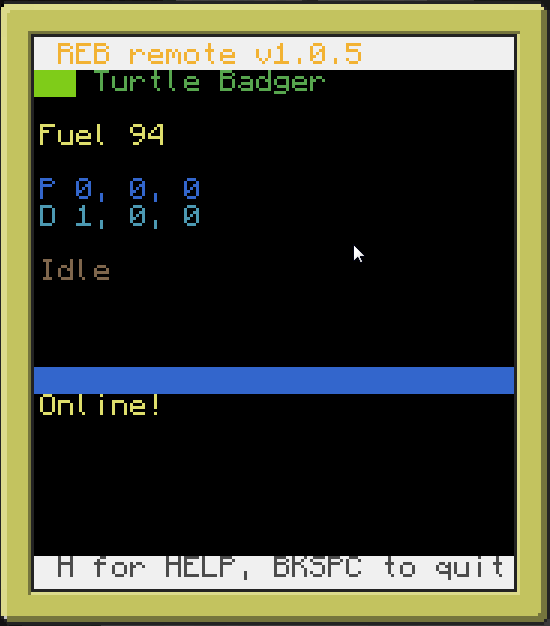 REB remote v1.0.5
Turtle Badger
Fuel 94
P 0, 0, 0
D 1, 0, 0
Idle
Online!
H for HELP, BKSPC to quit